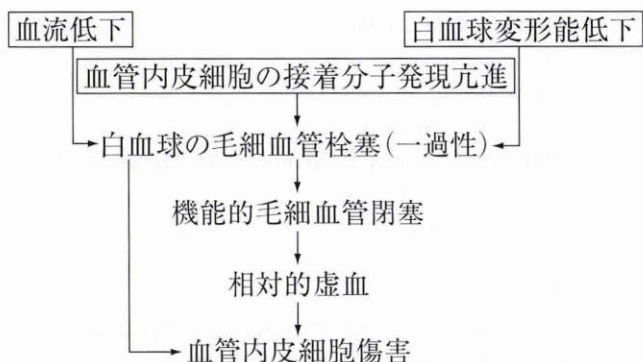 血流低下
白血球変形能低下
血管内皮細胞の接着分子発現亢進
白血球の毛細血管栓塞(一過性)
機能的毛細血管閉塞
相対的虚血
血管内皮細胞傷害